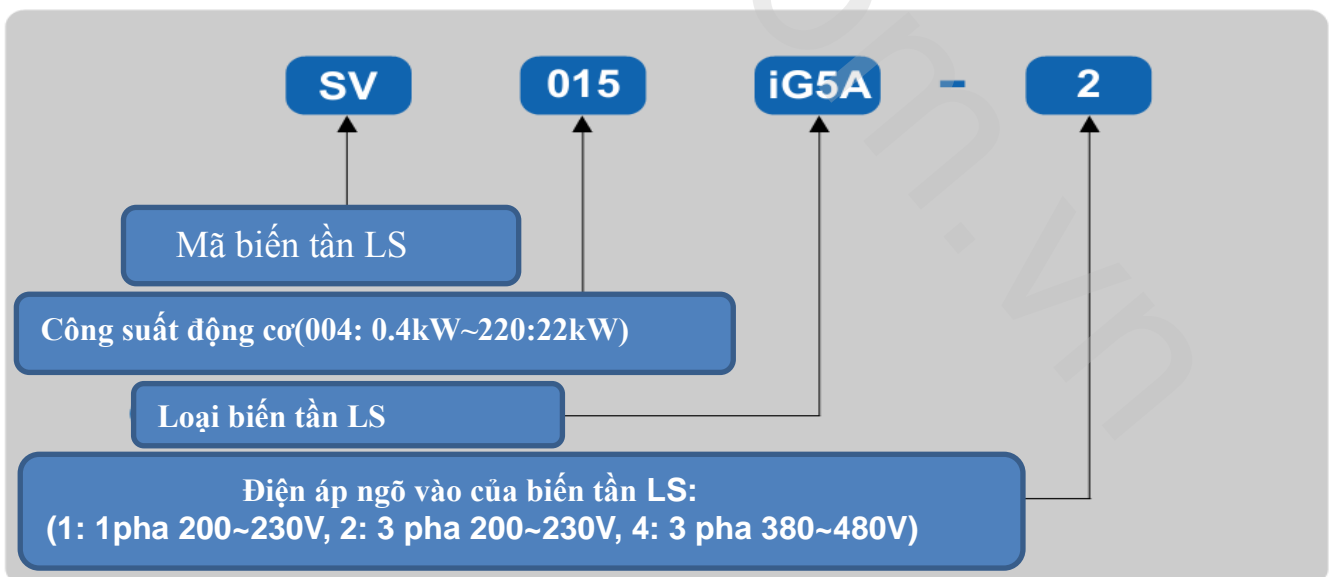 SV 015 iG5A - 2
Mã biến tần LS
Công suất động cơ(004: 0.4kW~220:22kW)
Loại biến tần LS
Điện áp ngõ vào của biến tần LS:
(1: 1pha 200~230V, 2: 3 pha 200~230V, 4: 3 pha 380~480V)
on.vn